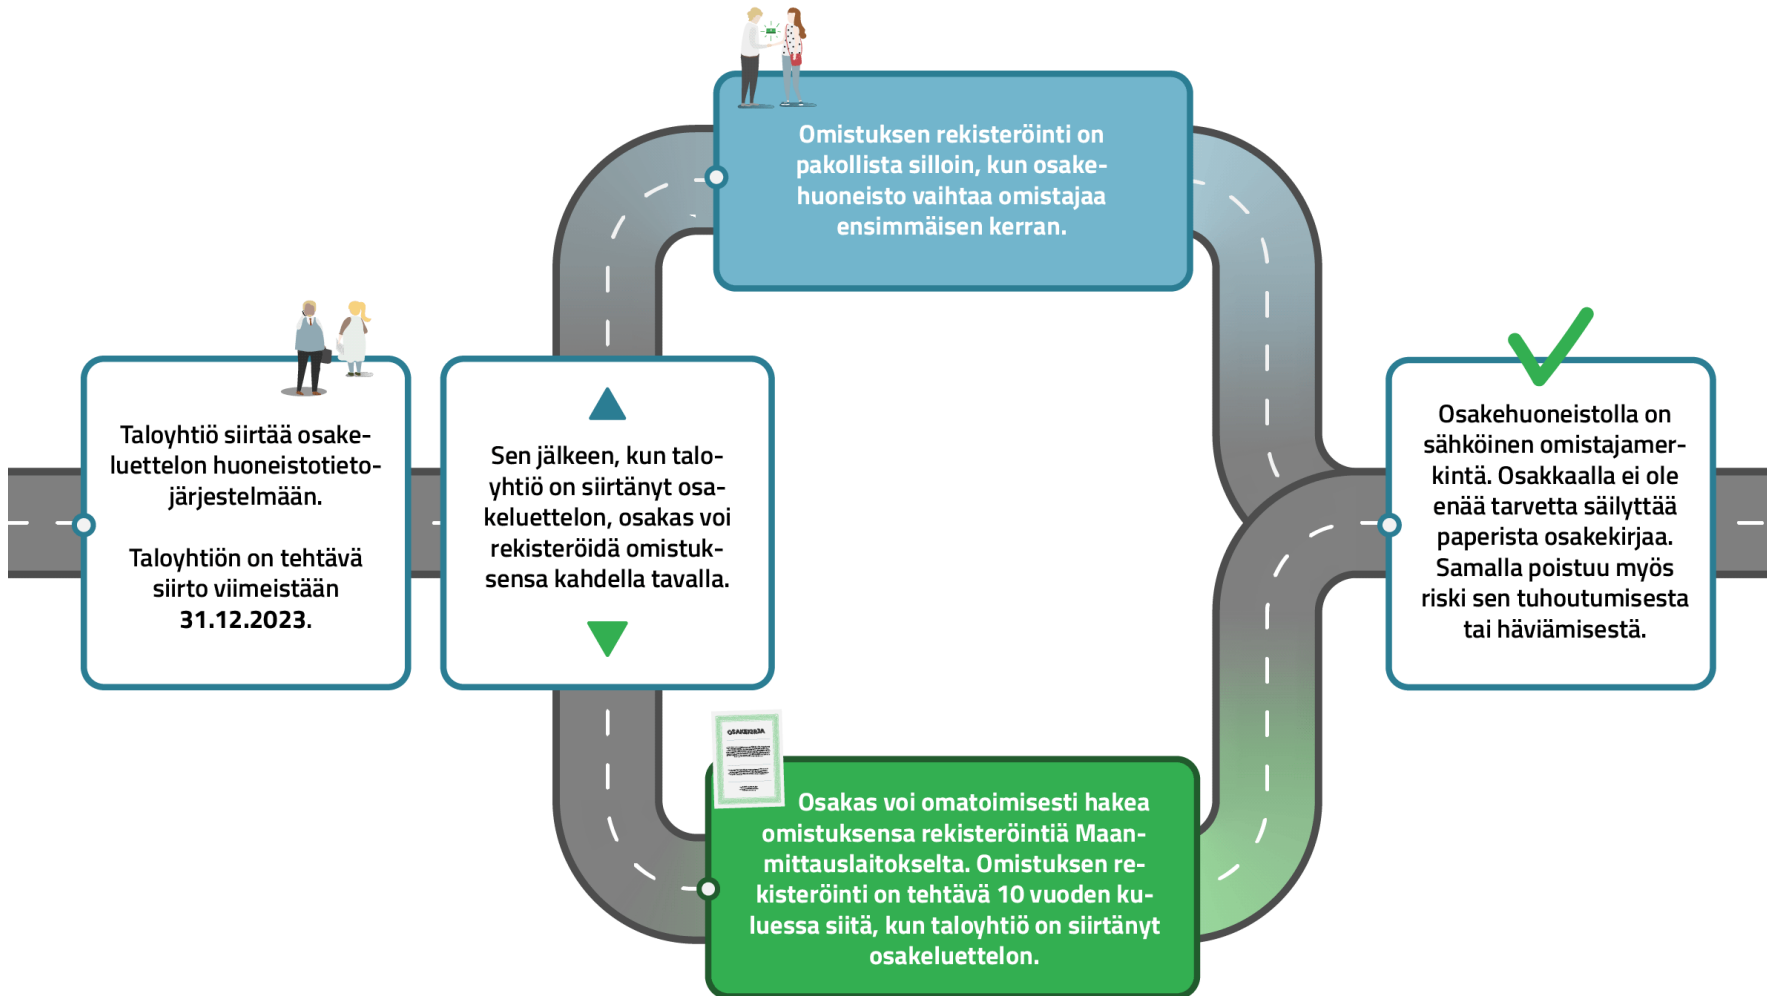 Omistuksen rekisteröinti on
pakollista silloin, kun osake-
huoneisto vaihtaa omistajaa
ensimmäisen kerran.
Taloyhtiö siirtää osake-
luettelon huoneistotieto-
järjestelmään.
Taloyhtiön on tehtävä
siirto viimeistään
31.12.2023.
Sen jälkeen, kun talo-
yhtiö on siirtänyt osa-
keluettelon, osakas voi
rekisteröidä omistuk-
sensa kahdella tavalla.
Osakehuoneistolla on
sähköinen omistajamer-
kintä. Osakkaalla ei ole
enää tarvetta säilyttää
paperista osakekirjaa.
Samalla poistuu myös
riski sen tuhoutumisesta
tai häviämisestä.
OSAKEKIRJA
Osakas voi omatoimisesti hakea
omistuksensa rekisteröintiä Maan-
mittauslaitokselta. Omistuksen re-
kisteröinti on tehtävä 10 vuoden ku-
luessa siitä, kun taloyhtiö on siirtänyt
osakeluettelon.